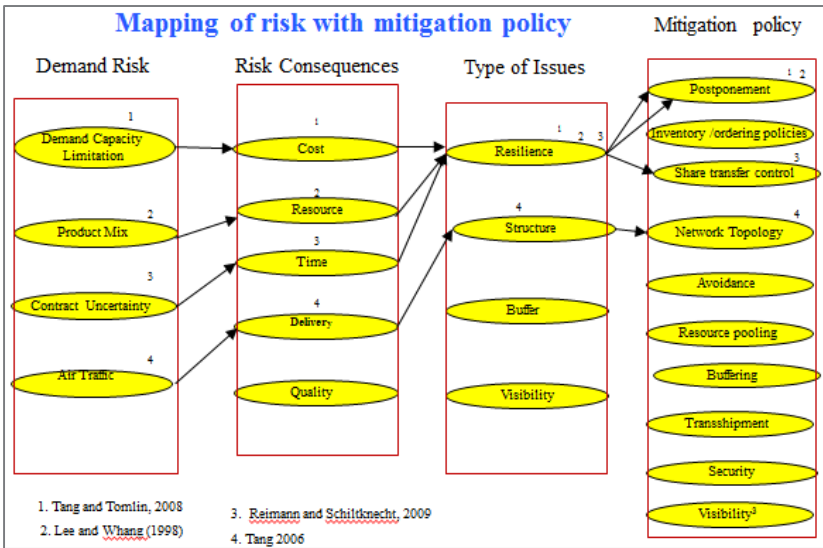 Mapping of risk with mitigation policy
Mitigation policy
Demand Risk
Risk Consequences
Type of Issues
1
Demand Capacity
Limitation
2
Product Mix
3
Contract Uncertainty
4
Air Traffic
1
Cost
2
Resource
3
Time
4
Delivery
Quality
1 2 3
Resilience
4
Structure
Buffer
Visibility
1 2
Postponement
Inventory /ordering policies
3
Share transfer control
4
Network Topology
Avoidance
Resource pooling
Buffering
Transshipment
Security
Visibility³
1. Tang and Tomlin, 2008
2. Lee and Whang (1998)
3. Reimann and Schiltknecht, 2009
4. Tang 2006